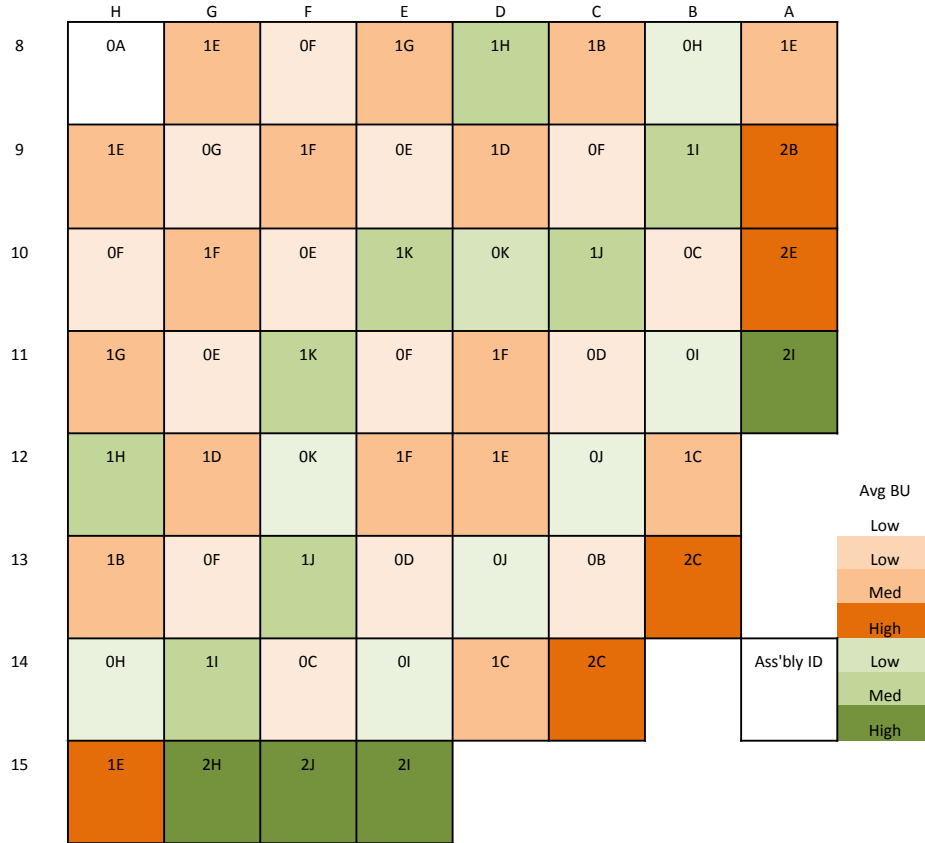 H G F E D C B A
8 0A 1E 0F 1G 1H 1B 0H 1E
9 1E 0G 1F 0E 1D 0F 1I 2B
10 0F 1F 0E 1K 0K 1J 0C 2E
11 1G 0E 1K 0F 1F 0D 0I 2I
12 1H 1D 0K 1F 1E 0J 1C
Avg BU
Low
13 1B 0F 1J 0D 0J 0B 2C Low
Med
High
14 0H 1I 0C 0I 1C 2C Ass'bly ID Low
Med
High
15 1E 2H 2J 2I